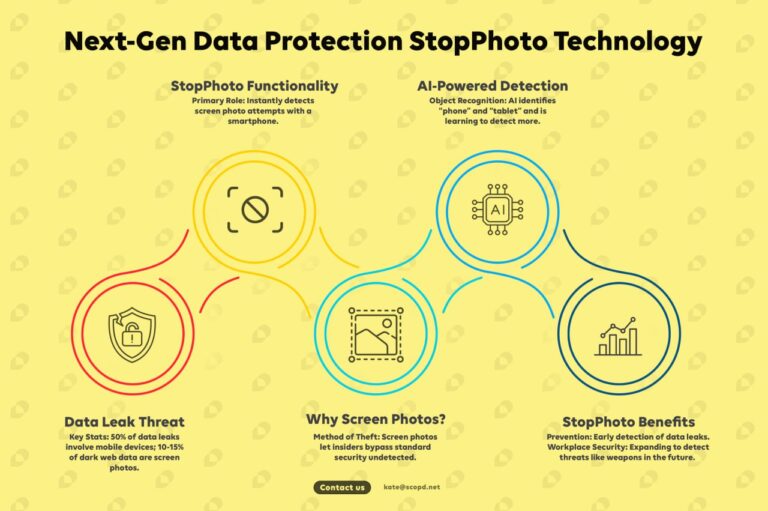 Next-Gen Data Protection StopPhoto Technology
StopPhoto Functionality
Primary Role: Instantly detects
screen photo attempts with a
smartphone.
AI-Powered Detection
Object Recognition: AI identifies
"phone" and "tablet" and is
learning to detect more.
AI
Data Leak Threat
Key Stats: 50% of data leaks
involve mobile devices; 10-15%
of dark web data are screen
photos.
Why Screen Photos?
Method of Theft: Screen photos
let insiders bypass standard
security undetected.
StopPhoto Benefits
Prevention: Early detection of data leaks.
Workplace Security: Expanding to detect
threats like weapons in the future.
Contact us
kate@scopd.net